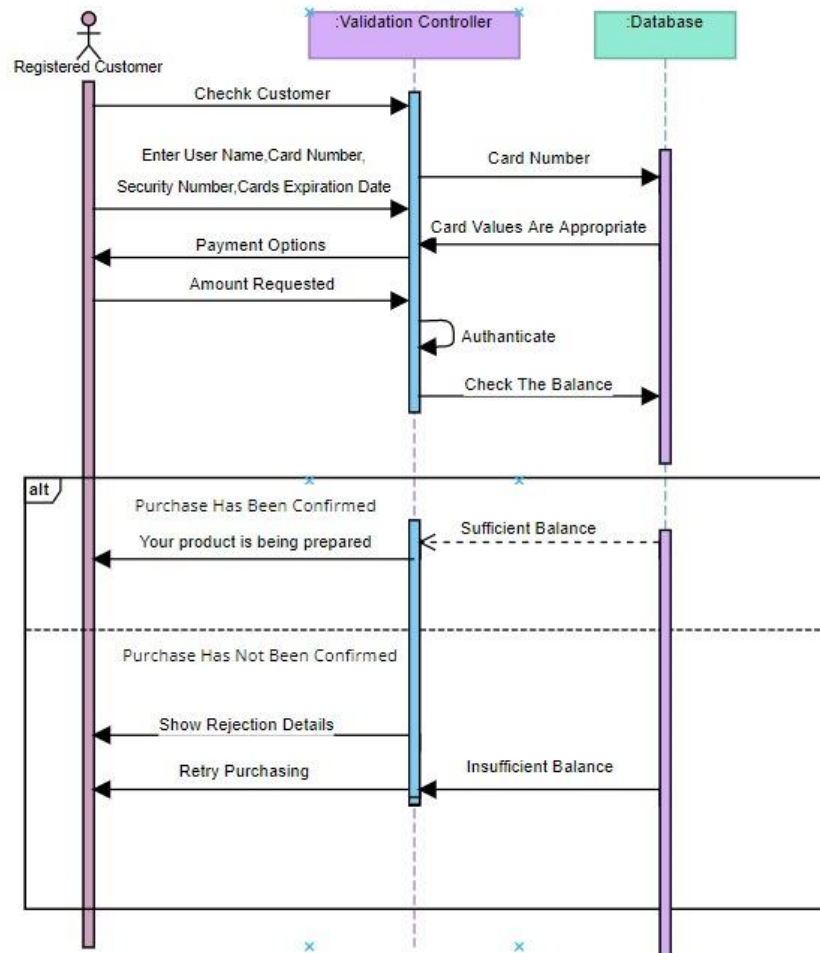 :Validation Controller
:Database
Registered Customer
Chechk Customer
Enter User Name,Card Number,
Card Number
Security Number,Cards Expiration Date
Card Values Are Appropriate
Payment Options
Amount Requested
Authanticate
Check The Balance
alt
Purchase Has Been Confirmed
Sufficient Balance
Your product is being prepared
Purchase Has Not Been Confirmed
Show Rejection Details
Retry Purchasing
Insufficient Balance